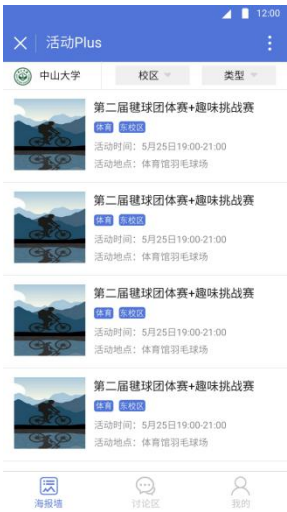 12:00
活动Plus
中山大学 校区 类型
第二届毽球团体赛+趣味挑战赛
体育 东校区
活动时间：5月25日19:00-21:00
活动地点：体育馆羽毛球场
第二届毽球团体赛+趣味挑战赛
体育 东校区
活动时间：5月25日19:00-21:00
活动地点：体育馆羽毛球场
第二届毽球团体赛+趣味挑战赛
体育 东校区
活动时间：5月25日19:00-21:00
活动地点：体育馆羽毛球场
第二届毽球团体赛+趣味挑战赛
体育 东校区
活动时间：5月25日19:00-21:00
活动地点：体育馆羽毛球场
海报墙 讨论区 我的